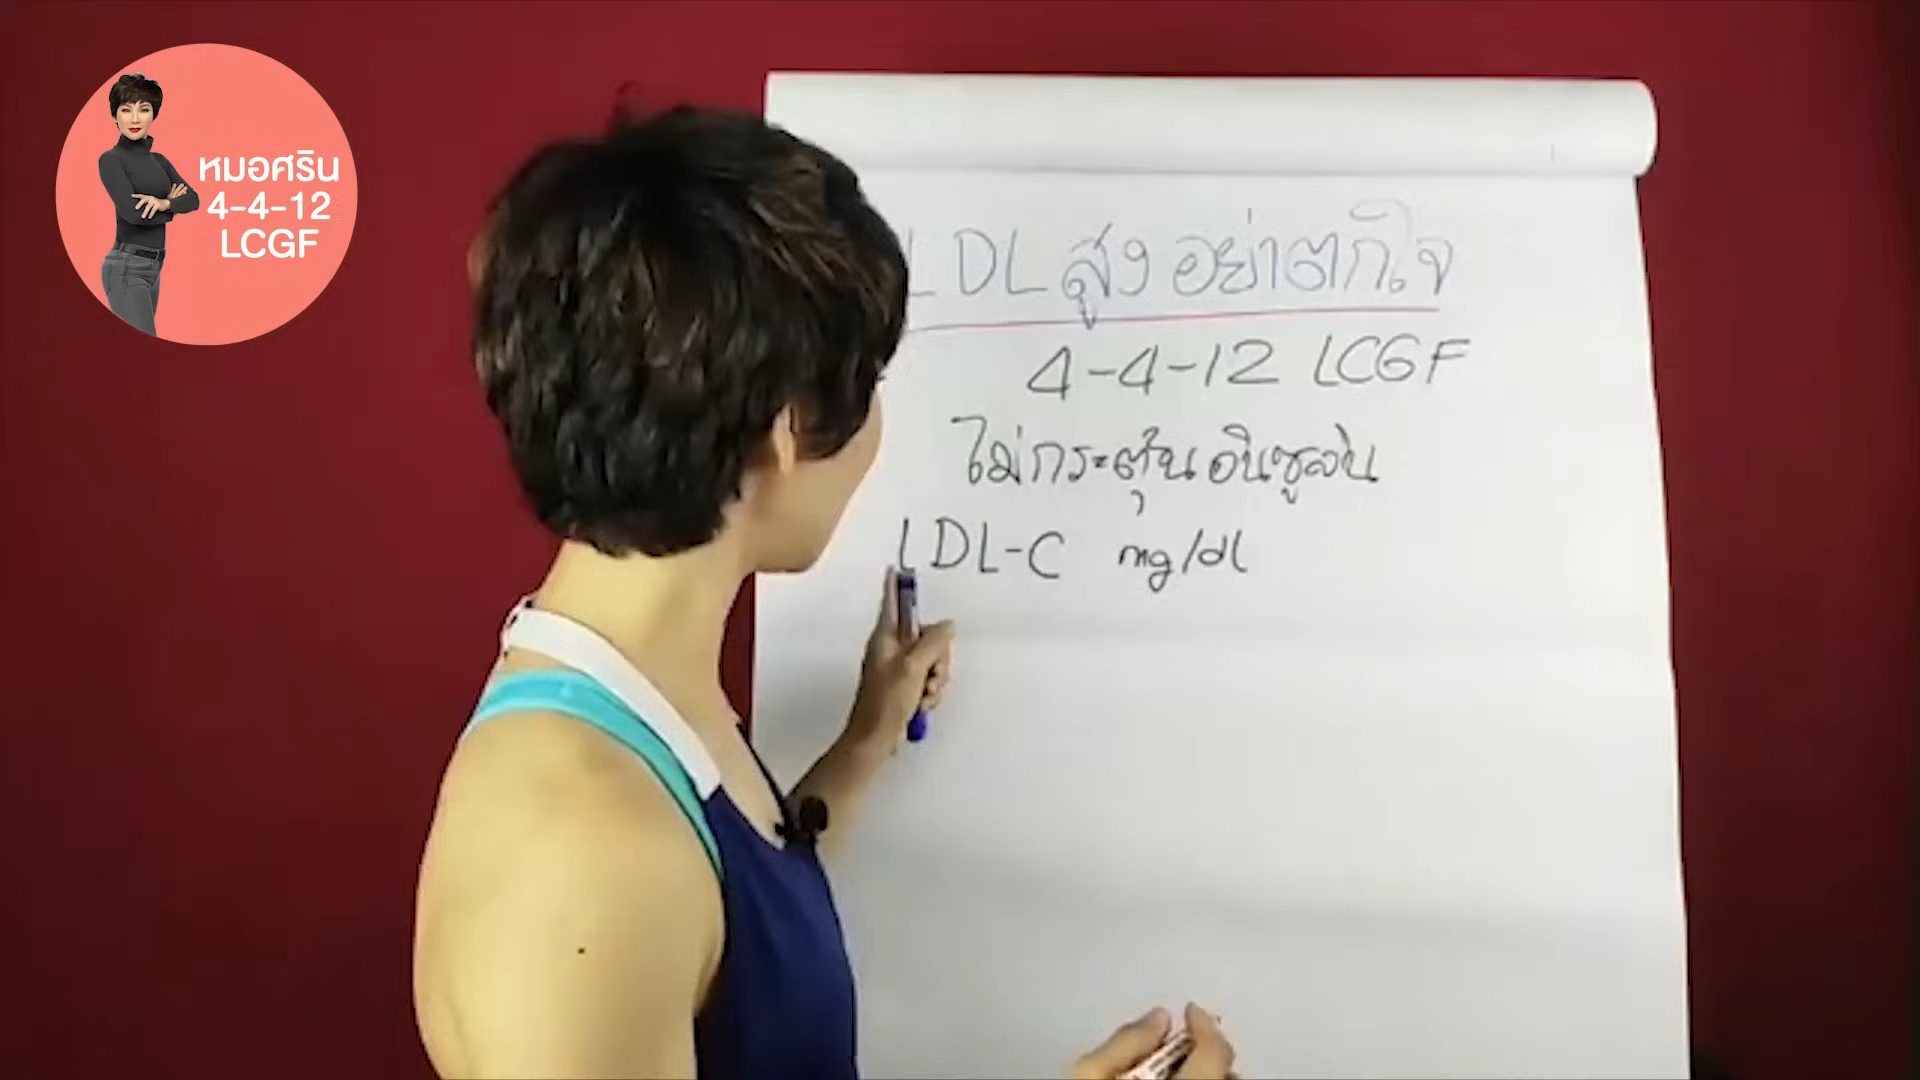 หมอศริน
4-4-12
LCGF
LDL สูง อย่าตกใจ
4-4-12 LCGF
ไม่กระตุ้น อินซูลิน
LDL-C mg/dl